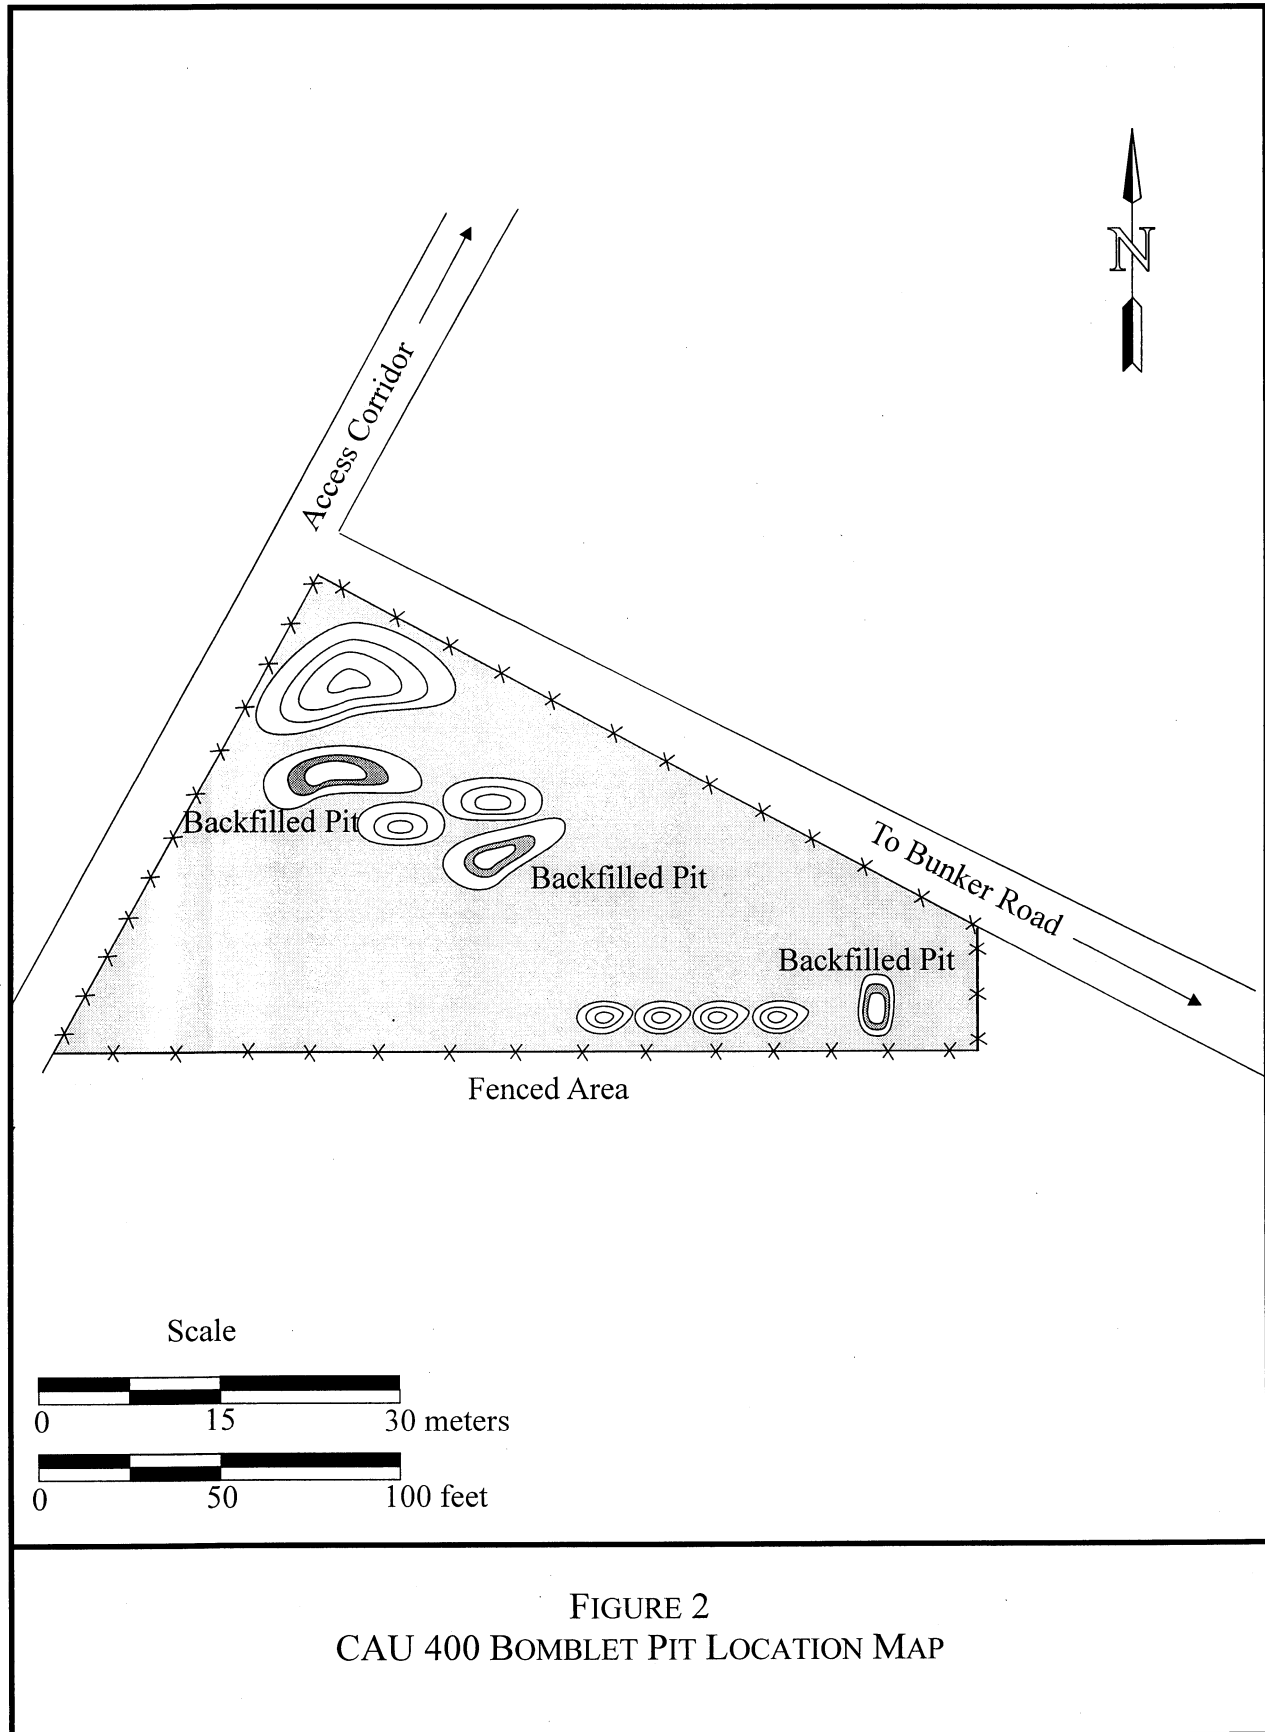 N
Access Corridor
Backfilled Pit
Backfilled Pit
To Bunker Road
Backfilled Pit
Fenced Area
Scale
0 15 30 meters
0 50 100 feet
FIGURE 2
CAU 400 BOMBLET PIT LOCATION MAP